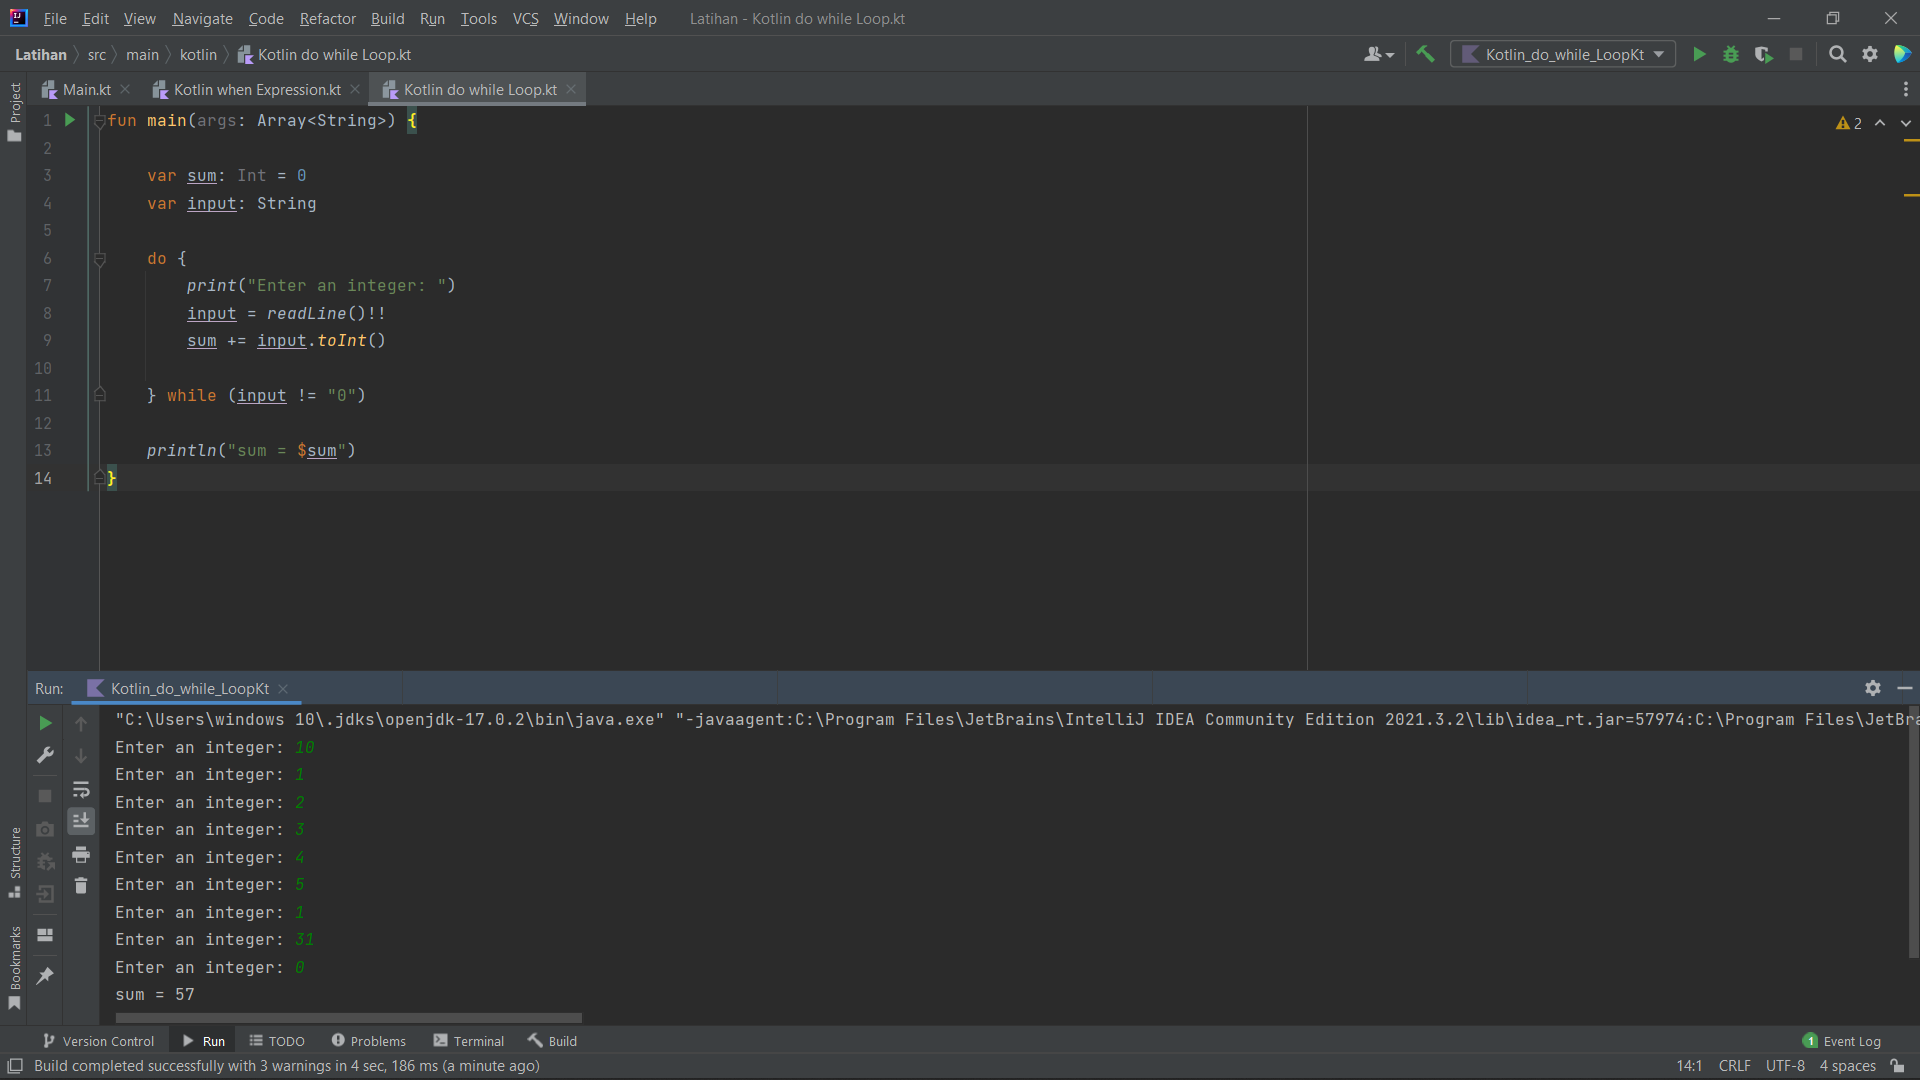 File Edit View Navigate Code Refactor Build Run Tools VCS Window Help Latihan - Kotlin do while Loop.kt
Latihan src main kotlin Kotlin do while Loop.kt Kotlin_do_while_LoopKt
Project
Main.kt Kotlin when Expression.kt Kotlin do while Loop.kt
1 fun main(args: Array<String>) {
2
2
3 var sum: Int = 0
4 var input: String
5
6 do {
7 print("Enter an integer: ")
8 input = readLine()!!
9 sum += input.toInt()
10
11 } while (input != "0")
12
13 println("sum = $sum")
14 }
Run: Kotlin_do_while_LoopKt
"C:\Users\windows 10\.jdks\openjdk-17.0.2\bin\java.exe" "-javaagent:C:\Program Files\JetBrains\IntelliJ IDEA Community Edition 2021.3.2\lib\idea_rt.jar=57974:C:\Program Files\JetBra
Enter an integer: 10
Enter an integer: 1
Enter an integer: 2
Enter an integer: 3
Enter an integer: 4
Enter an integer: 5
Enter an integer: 1
Enter an integer: 31
Enter an integer: 0
sum = 57
Structure
Bookmarks
Version Control Run TODO Problems Terminal Build 1 Event Log
Build completed successfully with 3 warnings in 4 sec, 186 ms (a minute ago) 14:1 CRLF UTF-8 4 spaces